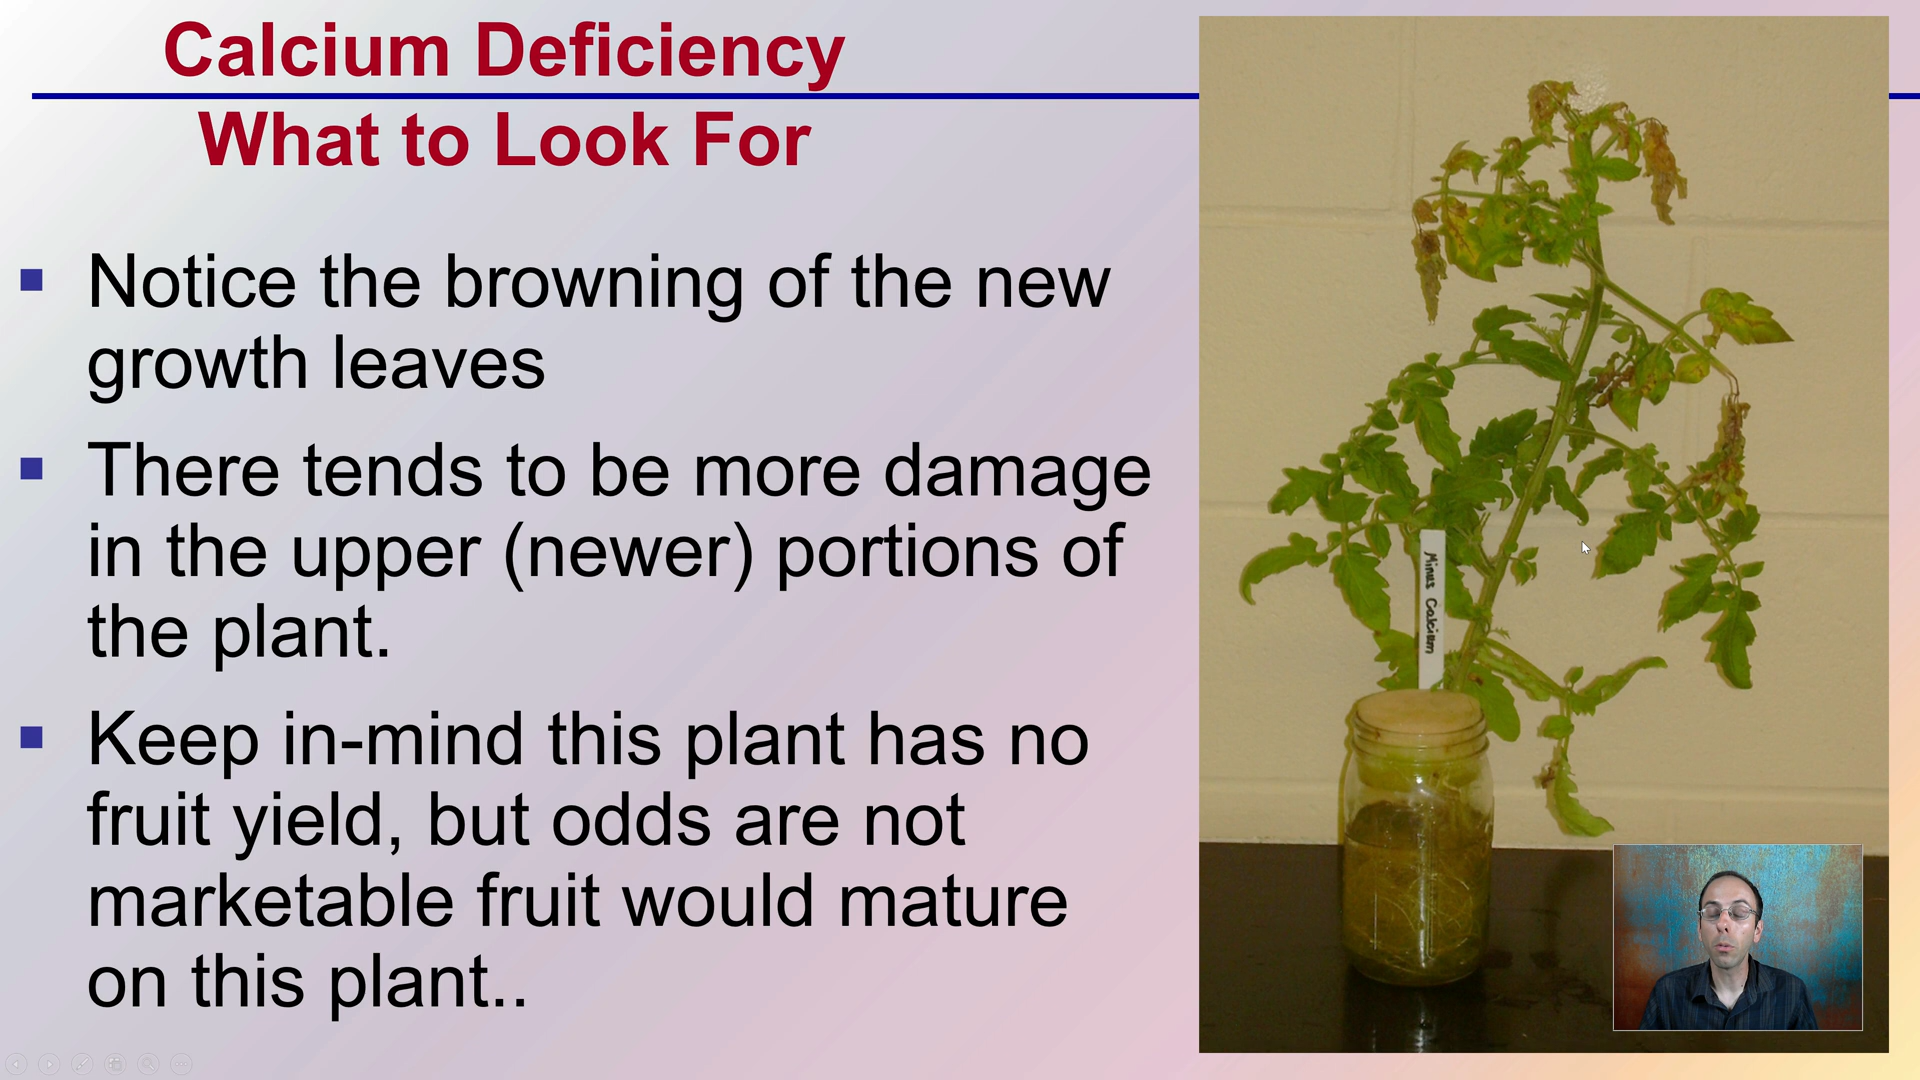 Calcium Deficiency
What to Look For
Notice the browning of the new
growth leaves
There tends to be more damage
in the upper (newer) portions of
the plant.
Keep in-mind this plant has no
fruit yield, but odds are not
marketable fruit would mature
on this plant..
Minus Calcium